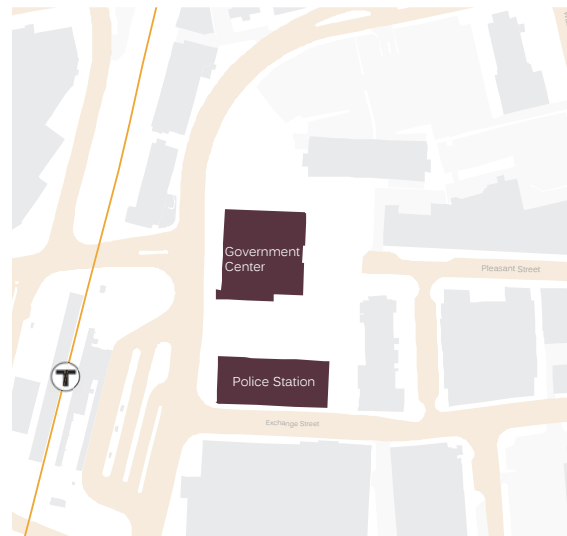 Government
Center
Pleasant Street
T
Police Station
Exchange Street